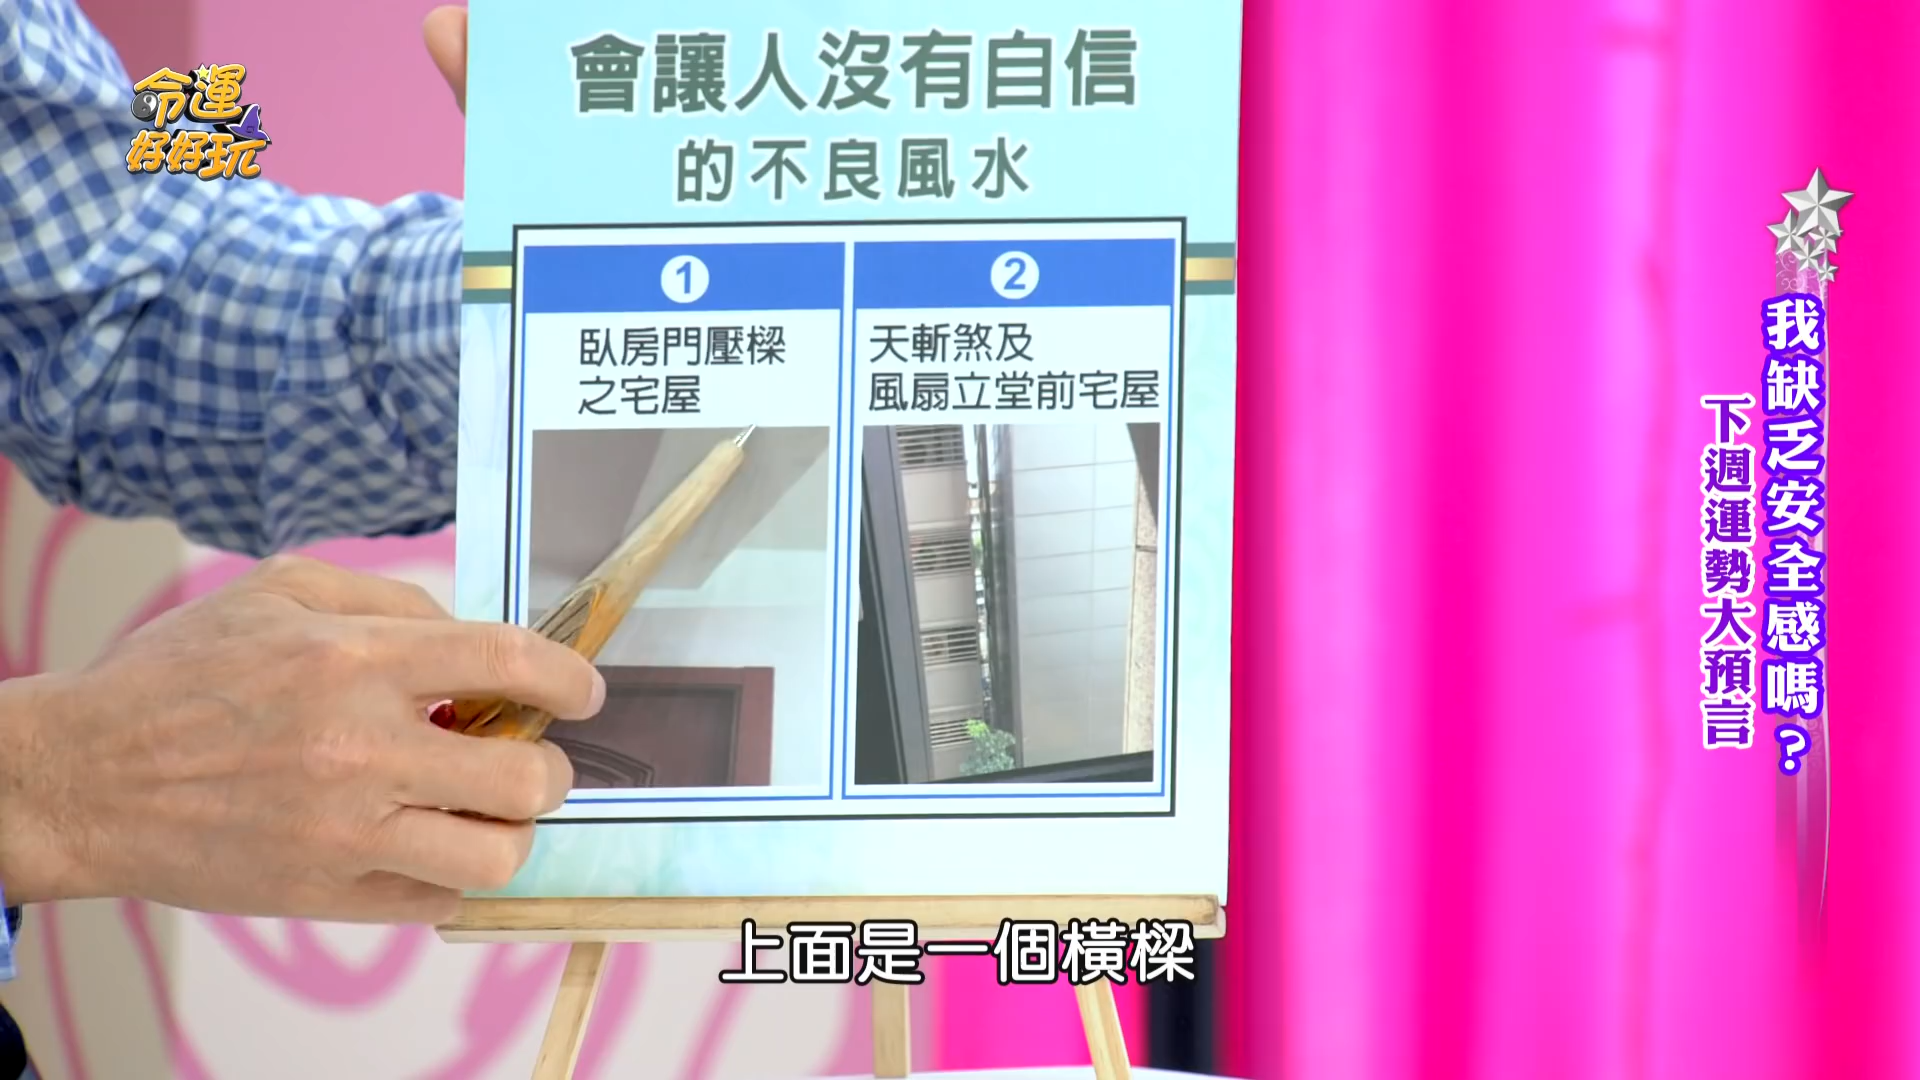 命運
好好玩
會讓人沒有自信
的不良風水
1
臥房門壓樑
之宅屋
2
天斬煞及
風扇立堂前宅屋
我缺乏安全感嗎?
下週運勢大預言
上面是一個橫樑